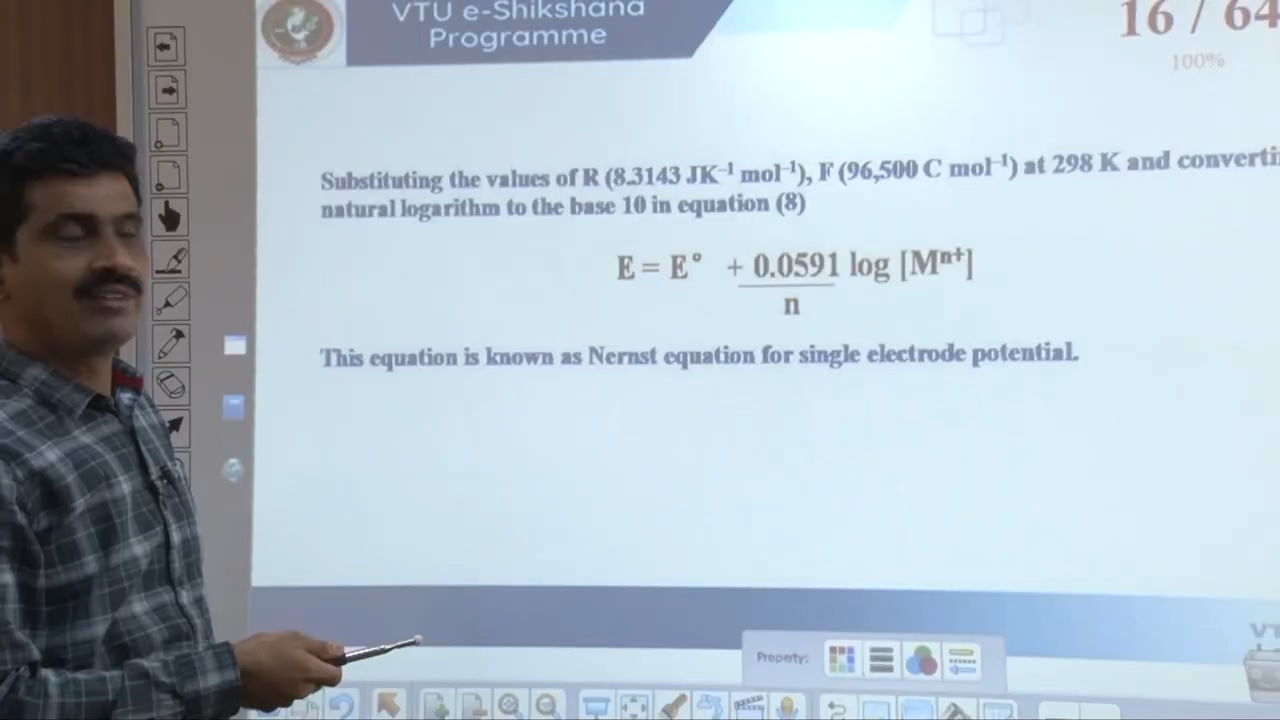 VTU e-Shikshana
Programme
16 / 64
100%
Substituting the values of R (8.3143 JK⁻¹ mol⁻¹), F (96,500 C mol⁻¹) at 298 K and converti
natural logarithm to the base 10 in equation (8)
E = E° + 0.0591 log [Mⁿ⁺]
n
This equation is known as Nernst equation for single electrode potential.
Property:
VT